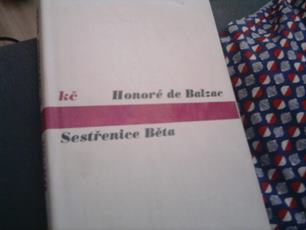 kč Honoré de Balzac
Sestřenice Běta